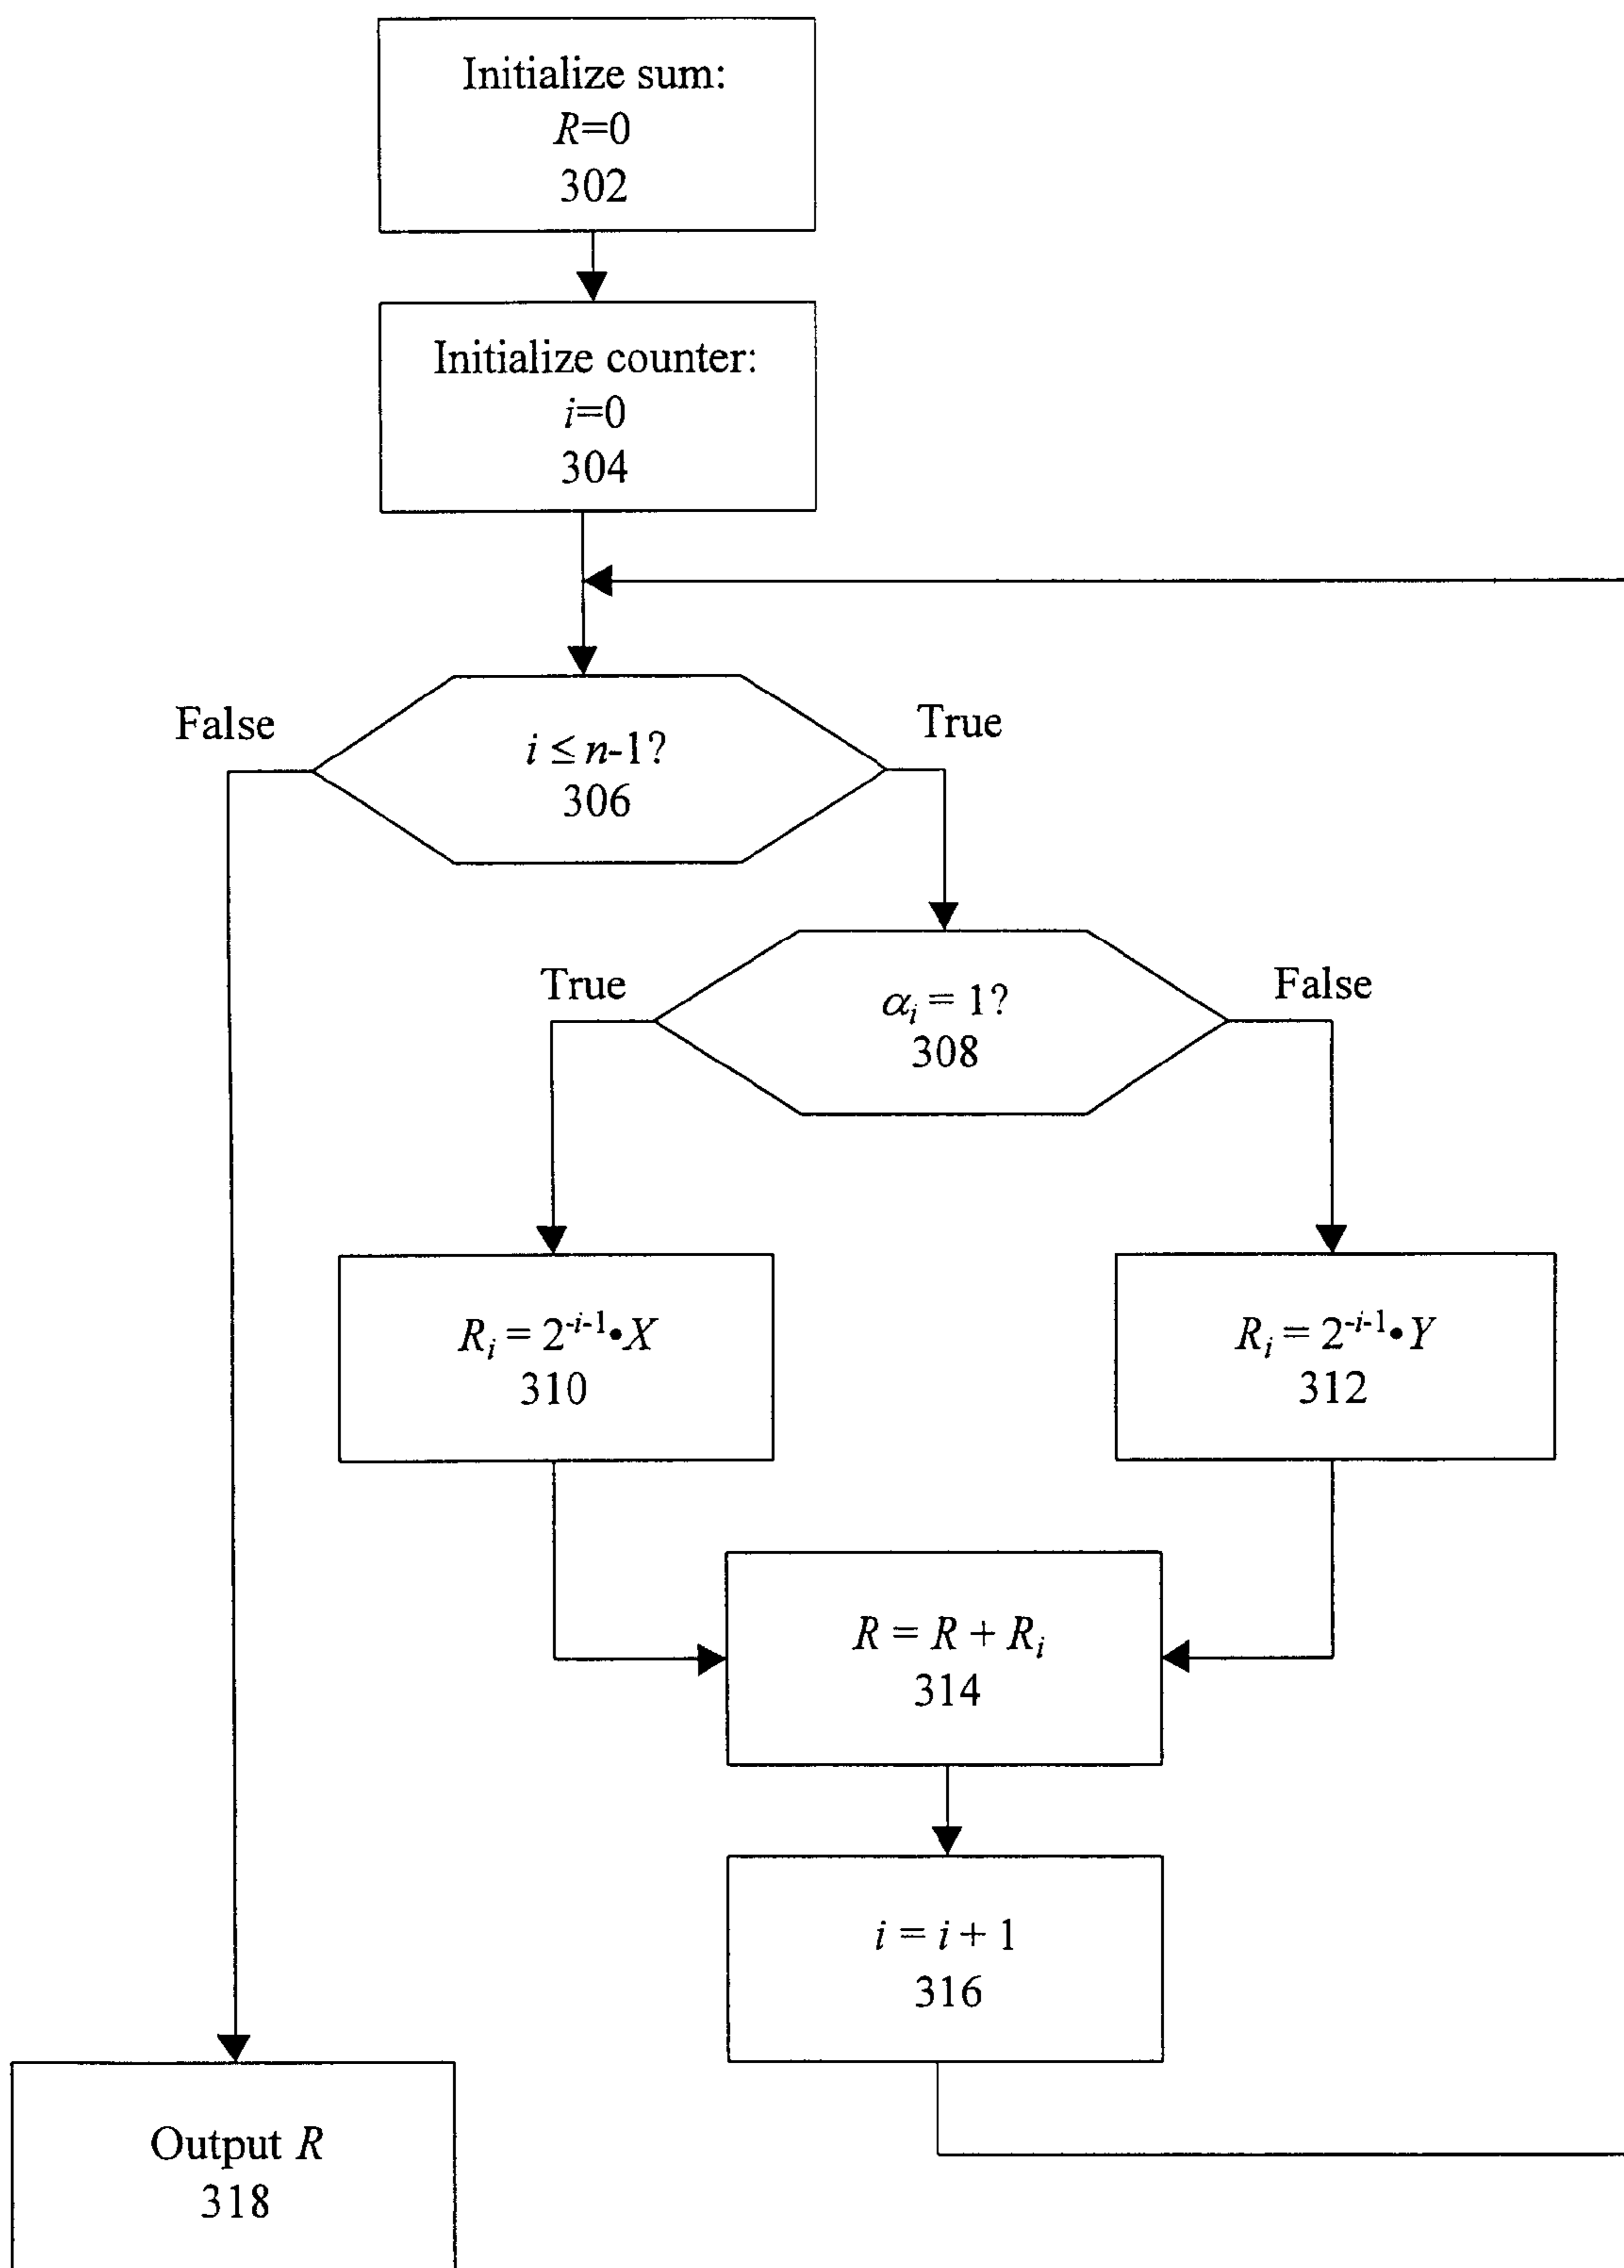 Initialize sum:
R=0
302
Initialize counter:
i=0
304
False
True
i ≤ n-1?
306
True
False
αᵢ = 1?
308
Rᵢ = 2⁻ⁱ⁻¹•X
310
Rᵢ = 2⁻ⁱ⁻¹•Y
312
R = R + Rᵢ
314
i = i + 1
316
Output R
318